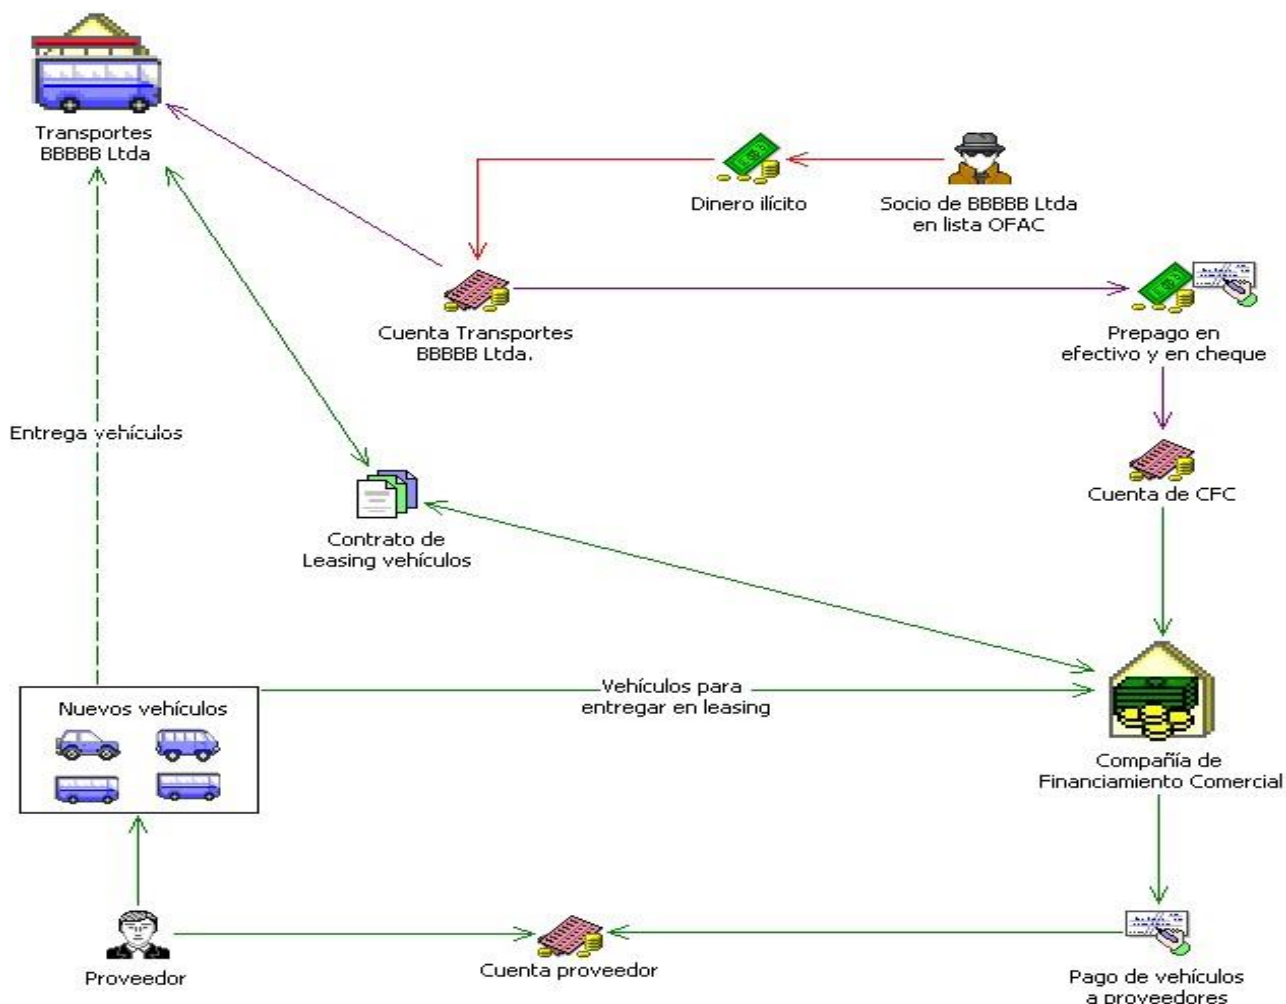 Transportes
BBBBB Ltda
Dinero ilícito
Socio de BBBBB Ltda
en lista OFAC
Cuenta Transportes
BBBBB Ltda.
Prepago en
efectivo y en cheque
Entrega vehículos
Cuenta de CFC
Contrato de
Leasing vehículos
Nuevos vehículos
Vehículos para
entregar en leasing
Compañía de
Financiamiento Comercial
Proveedor
Cuenta proveedor
Pago de vehículos
a proveedores